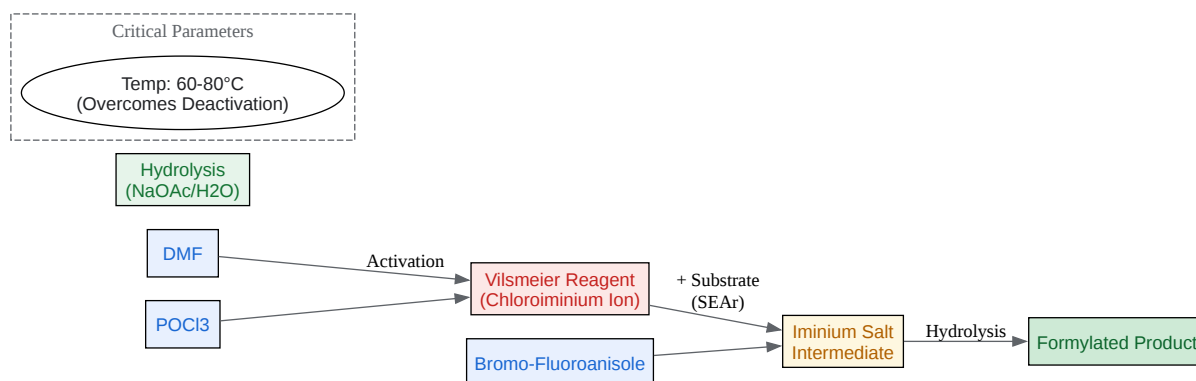 Critical Parameters
Temp: 60-80°C
(Overcomes Deactivation)
Hydrolysis
(NaOAc/H2O)
DMF
Activation
POCl3
Vilsmeier Reagent
(Chloroiminium Ion)
+ Substrate
(SEAr)
Bromo-Fluoroanisole
Iminium Salt
Intermediate
Hydrolysis
Formylated Product